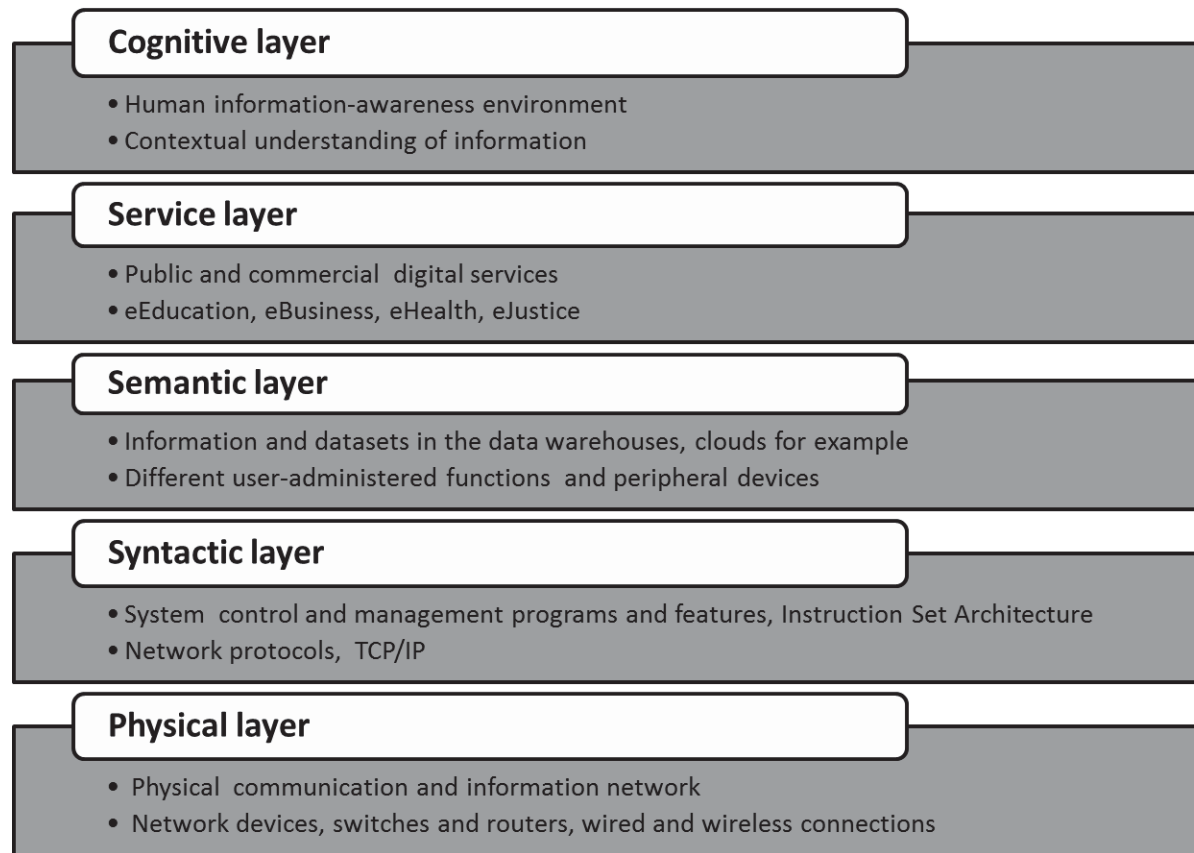 Cognitive layer
• Human information-awareness environment
• Contextual understanding of information
Service layer
• Public and commercial digital services
• eEducation, eBusiness, eHealth, eJustice
Semantic layer
• Information and datasets in the data warehouses, clouds for example
• Different user-administered functions and peripheral devices
Syntactic layer
• System control and management programs and features, Instruction Set Architecture
• Network protocols, TCP/IP
Physical layer
• Physical communication and information network
• Network devices, switches and routers, wired and wireless connections